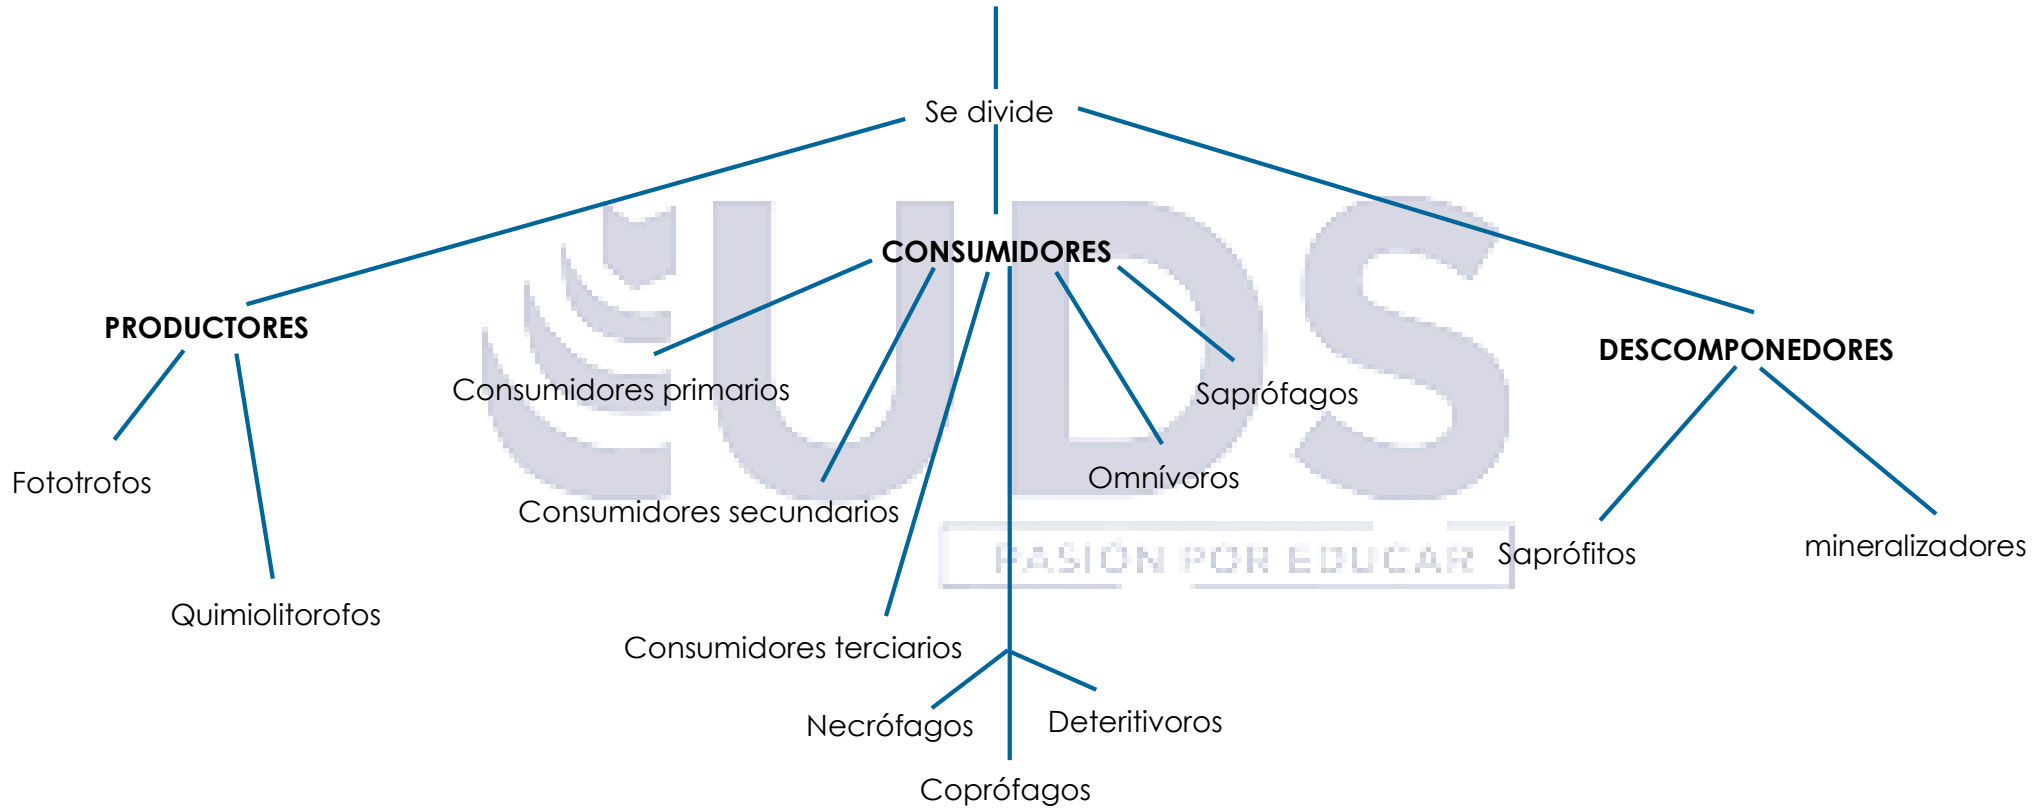 Se divide
CONSUMIDORES
PRODUCTORES
DESCOMPONEDORES
Consumidores primarios
Saprófagos
Fototrofos
Omnívoros
Consumidores secundarios
UDS
PASIÓN POR EDUCAR
Saprófitos
mineralizadores
Quimiolitorofos
Consumidores terciarios
Necrófagos
Deteritivoros
Coprófagos